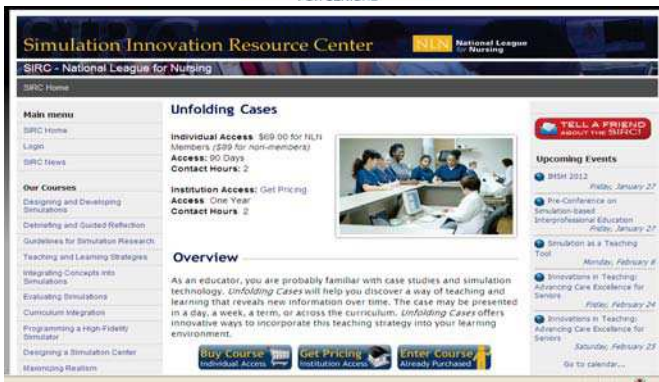 Simulation Innovation Resource Center
NLN National League for Nursing
SIRC - National League for Nursing
SIRC Home
Main menu
SIRC Home
Login
SIRC News
Our Courses
Designing and Developing
Simulations
Debriefing and Guided Reflection
Guidelines for Simulation Research
Teaching and Learning Strategies
Integrating Concepts into
Simulations
Evaluating Simulations
Curriculum Integration
Programming a High-Fidelity
Simulator
Designing a Simulation Center
Maximizing Realism
Unfolding Cases
Individual Access: $69.00 for NLN
Members ($89 for non-members)
Access: 90 Days
Contact Hours: 2
Institution Access: Get Pricing
Access: One Year
Contact Hours: 2
Overview
As an educator, you are probably familiar with case studies and simulation
technology. Unfolding Cases will help you discover a way of teaching and
learning that reveals new information over time. The case may be presented
in a day, a week, a term, or across the curriculum. Unfolding Cases offers
innovative ways to incorporate this teaching strategy into your learning
environment.
Buy Course
Individual Access
Get Pricing
Institution Access
Enter Course
Already Purchased
TELL A FRIEND
ABOUT THE SIRC!
Upcoming Events
IMSH 2012
Friday, January 27
Pre-Conference on
Simulation-based
Interprofessional Education
Friday, January 27
Simulation as a Teaching
Tool
Monday, February 6
Innovations in Teaching:
Advancing Care Excellence for
Seniors
Friday, February 24
Innovations in Teaching:
Advancing Care Excellence for
Seniors
Saturday, February 25
Go to calendar...